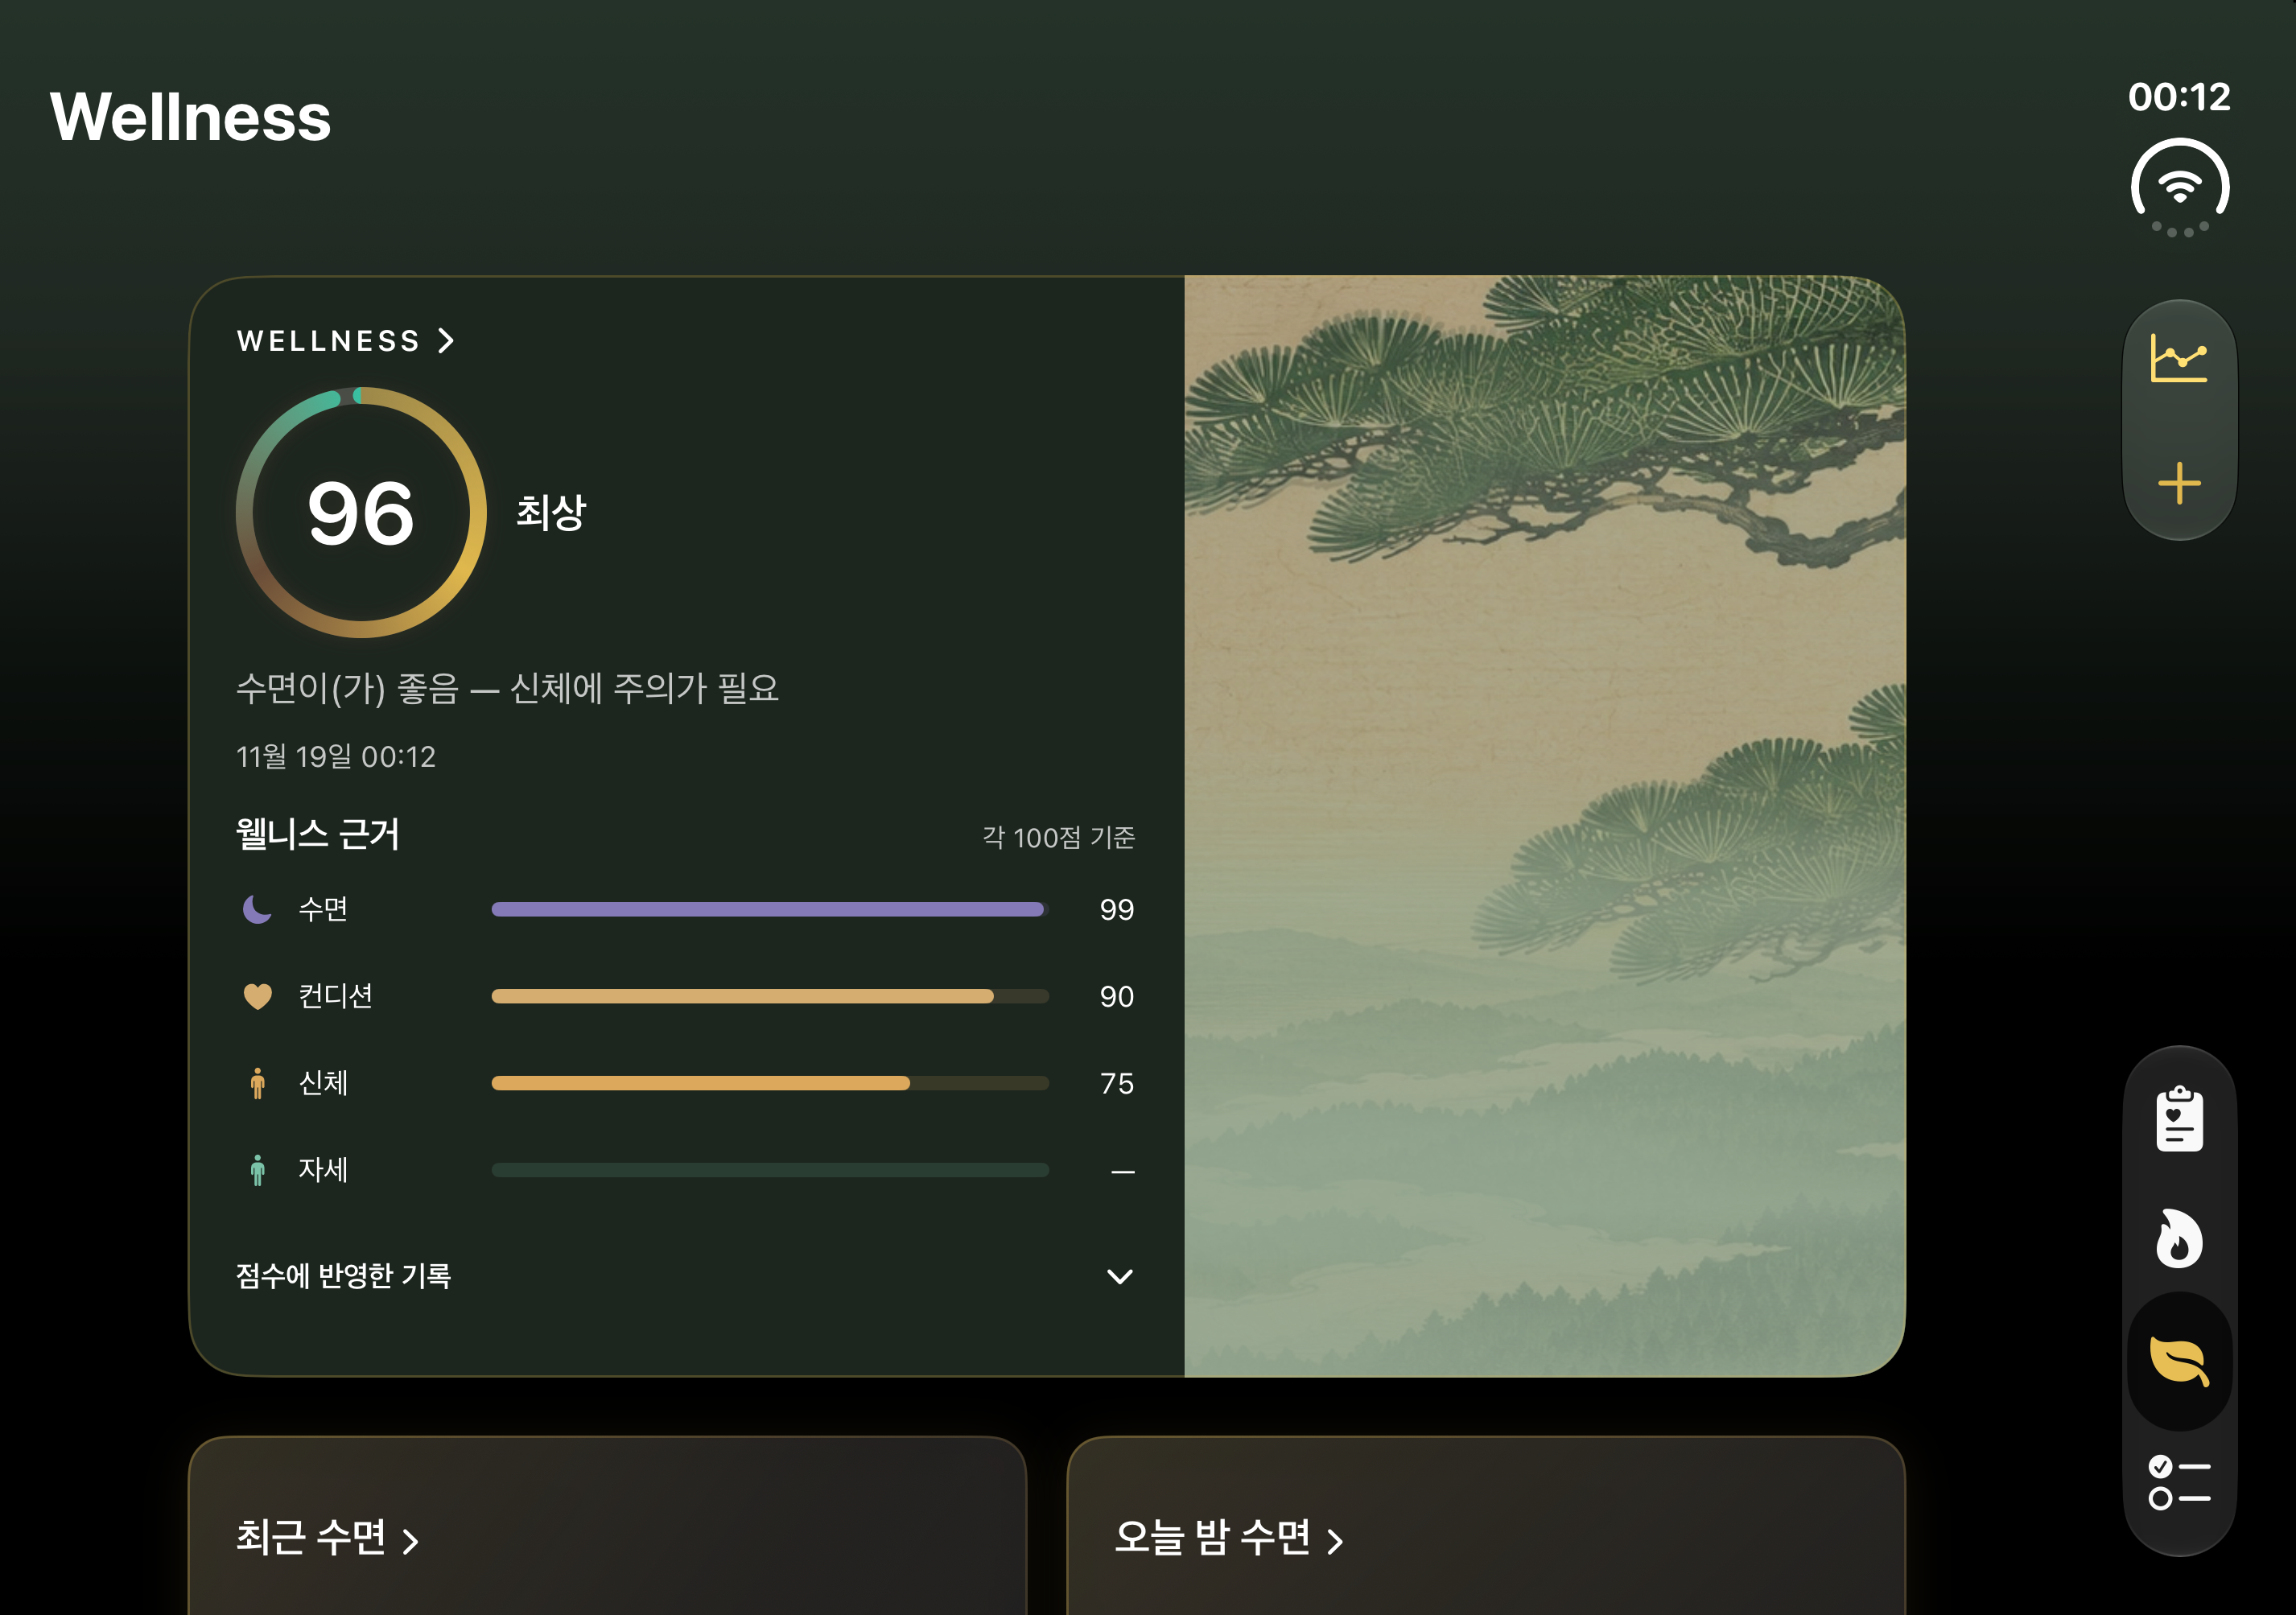 Wellness
00:12
WELLNESS
96
최상
수면이(가) 좋음 — 신체에 주의가 필요
11월 19일 00:12
웰니스 근거
각 100점 기준
수면 99
컨디션 90
신체 75
자세 —
점수에 반영한 기록
최근 수면
오늘 밤 수면